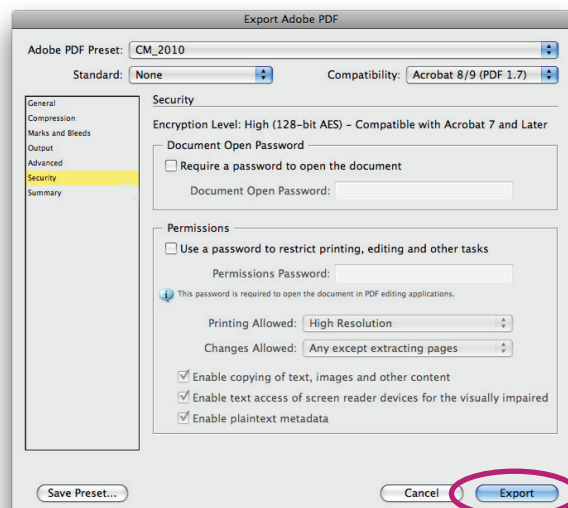 Export Adobe PDF
Adobe PDF Preset: CM_2010
Standard: None Compatibility: Acrobat 8/9 (PDF 1.7)
General
Compression
Marks and Bleeds
Output
Advanced
Security
Summary
Security
Encryption Level: High (128-bit AES) – Compatible with Acrobat 7 and Later
Document Open Password
Require a password to open the document
Document Open Password:
Permissions
Use a password to restrict printing, editing and other tasks
Permissions Password:
This password is required to open the document in PDF editing applications.
Printing Allowed: High Resolution
Changes Allowed: Any except extracting pages
Enable copying of text, images and other content
Enable text access of screen reader devices for the visually impaired
Enable plaintext metadata
Save Preset... Cancel Export